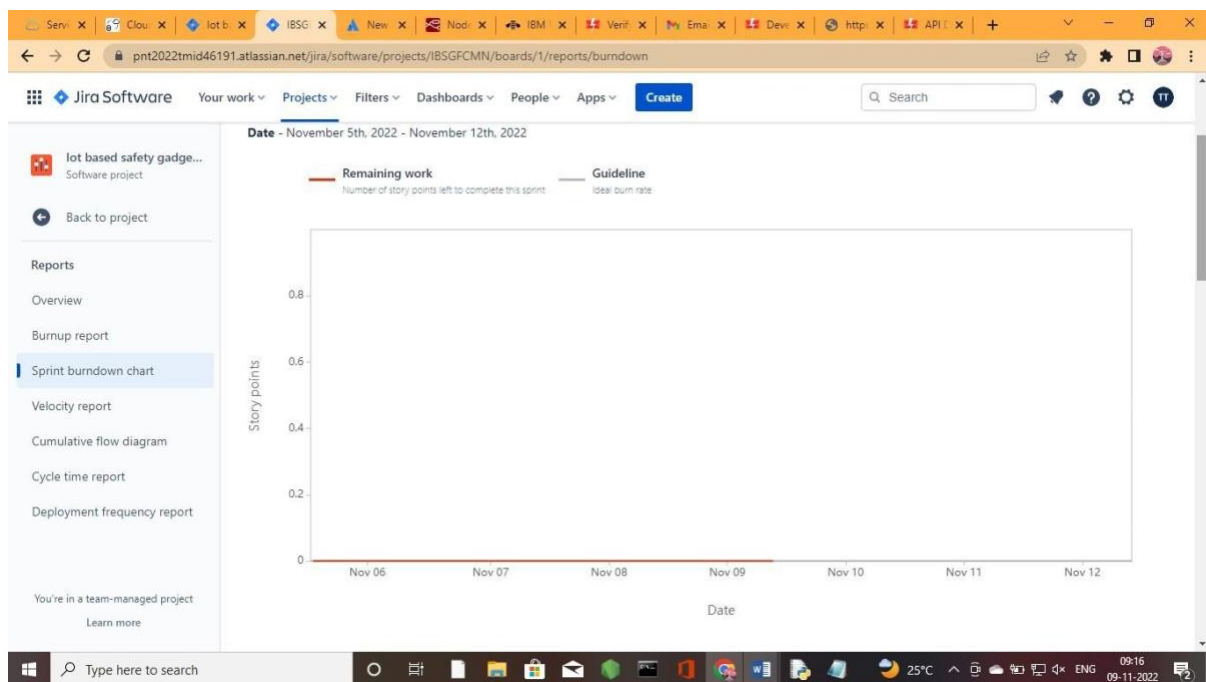 Servi
Clou
Iot b
IBSG
New
Node
IBM
Verif
Ema
Deve
http:
API D
pnt2022tmid46191.atlassian.net/jira/software/projects/IBSGFCMN/boards/1/reports/burndown
Jira Software Your work Projects Filters Dashboards People Apps Create Search TT
Date - November 5th, 2022 - November 12th, 2022
Iot based safety gadge...
Software project
Back to project
Reports
Overview
Burnup report
Sprint burndown chart
Velocity report
Cumulative flow diagram
Cycle time report
Deployment frequency report
You're in a team-managed project
Learn more
Remaining work
Number of story points left to complete this sprint
Guideline
Ideal burn rate
Story points
0.8
0.6
0.4
0.2
0
Nov 06 Nov 07 Nov 08 Nov 09 Nov 10 Nov 11 Nov 12
Date
Type here to search
25°C
ENG
09:16
09-11-2022
2